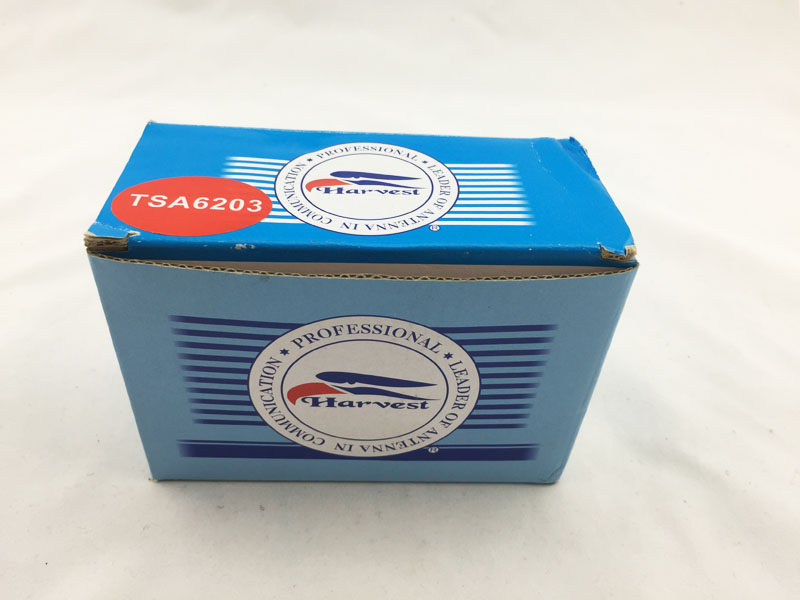 TSA6203
PROFESSIONAL ★ LEADER OF ANTENNA IN COMMUNICATION ★
Harvest
®
PROFESSIONAL ★ LEADER OF ANTENNA IN COMMUNICATION ★
Harvest
®